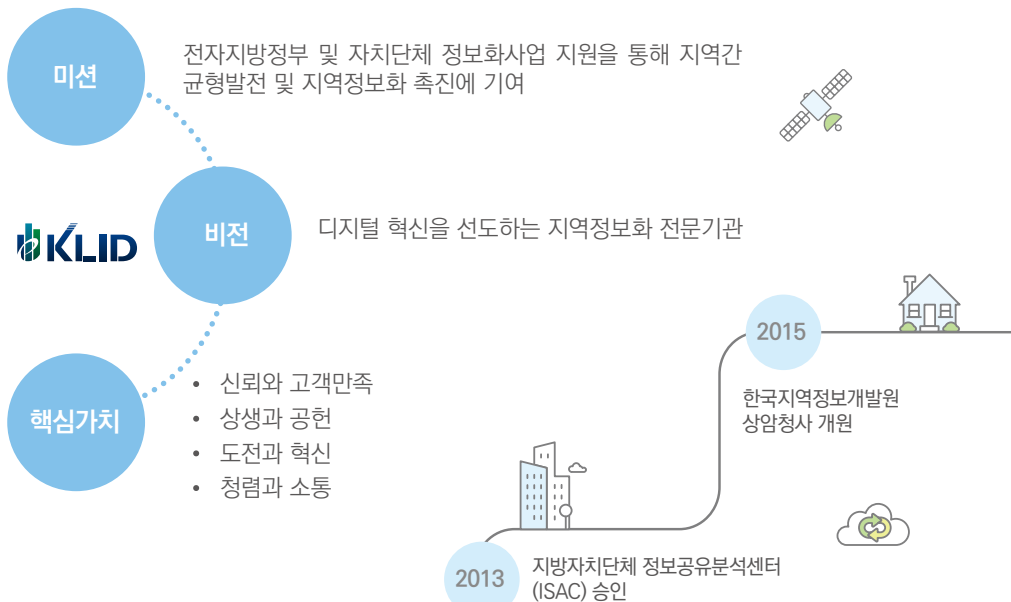 미션
전자지방정부 및 자치단체 정보화사업 지원을 통해 지역간
균형발전 및 지역정보화 촉진에 기여
KLID
비전
디지털 혁신을 선도하는 지역정보화 전문기관
핵심가치
• 신뢰와 고객만족
• 상생과 공헌
• 도전과 혁신
• 청렴과 소통
2015
한국지역정보개발원
상암청사 개원
2013
지방자치단체 정보공유분석센터
(ISAC) 승인